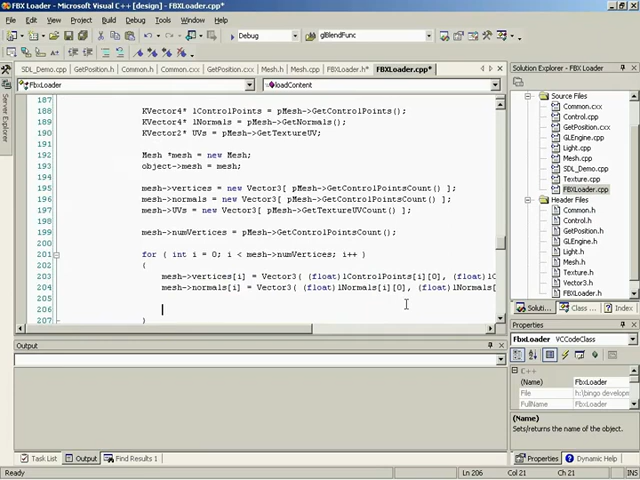 FBX Loader - Microsoft Visual C++ [design] - FBXLoader.cpp*
File Edit View Project Build Debug Tools Window Help
Debug glBlendFunc
SDL_Demo.cpp GetPosition.h Common.h Common.cxx GetPosition.cxx Mesh.h Mesh.cpp FBXLoader.h* FBXLoader.cpp*
FbxLoader loadContent
187
188 KVector4* lControlPoints = pMesh->GetControlPoints();
189 KVector4* lNormals = pMesh->GetNormals();
190 KVector2* UVs = pMesh->GetTextureUV;
191
192 Mesh *mesh = new Mesh;
193 object->mesh = mesh;
194
195 mesh->vertices = new Vector3[ pMesh->GetControlPointsCount() ];
196 mesh->normals = new Vector3[ pMesh->GetControlPointsCount() ];
197 mesh->UVs = new Vector3[ pMesh->GetTextureUVCount() ];
198
199 mesh->numVertices = pMesh->GetControlPointsCount();
200
201 for ( int i = 0; i < mesh->numVertices; i++ )
202 {
203 mesh->vertices[i] = Vector3( (float)lControlPoints[i][0], (float)lC
204 mesh->normals[i] = Vector3( (float)lNormals[i][0], (float)lNormals[
205
206
207 }
Output
Task List Output Find Results 1
Solution Explorer - FBX Loader
Source Files
Common.cxx
Control.cpp
GetPosition.cxx
GLEngine.cpp
Light.cpp
Mesh.cpp
SDL_Demo.cpp
Texture.cpp
FBXLoader.cpp
Header Files
Common.h
Control.h
GetPosition.h
GLEngine.h
Light.h
Mesh.h
Texture.h
Vector3.h
FBXLoader.h
Soluti... Class ... Index
Properties
FbxLoader VCCodeClass
C++
(Name) FbxLoader
File h:\bingo develop
FullName FbxLoader
(Name)
Sets/returns the name of the object.
Properties Dynamic Help
Server Explorer
Ready Ln 206 Col 21 Ch 21 INS